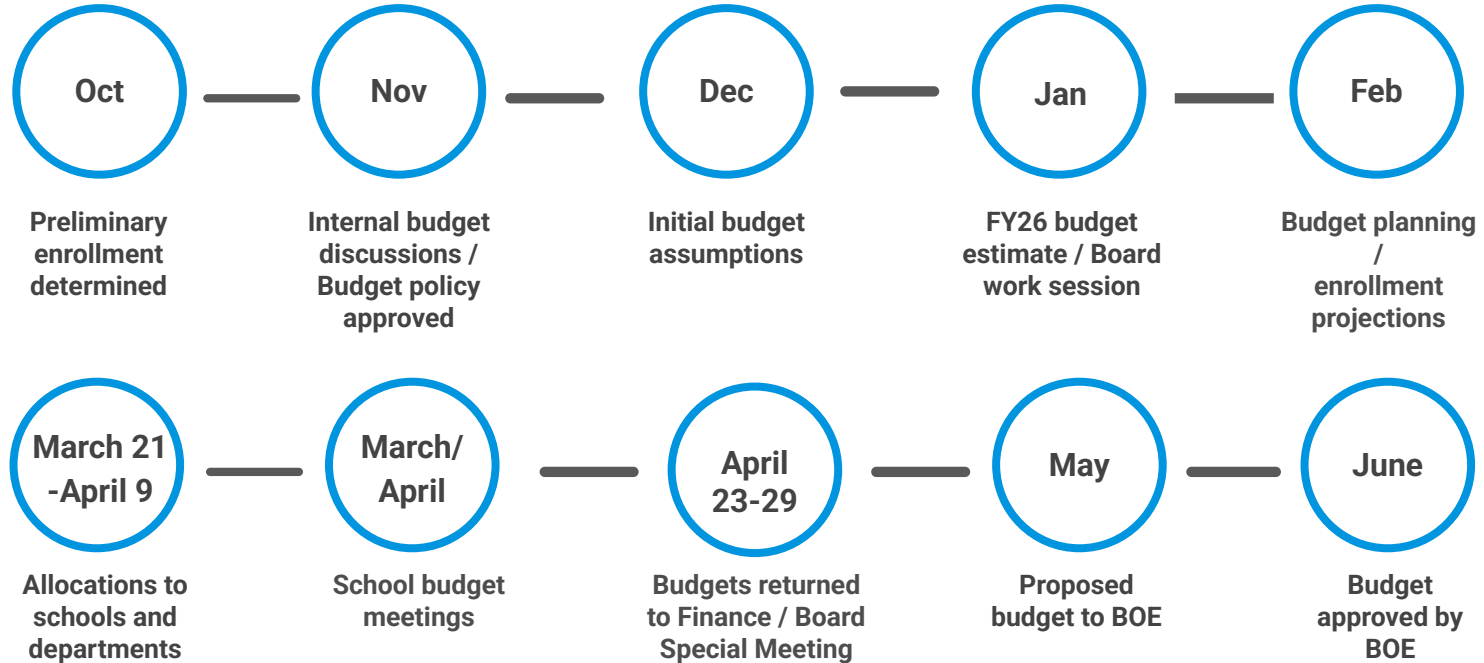 Oct
Nov
Dec
Jan
Feb
Preliminary
enrollment
determined
Internal budget
discussions /
Budget policy
approved
Initial budget
assumptions
FY26 budget
estimate / Board
work session
Budget planning
/
enrollment
projections
March 21
-April 9
March/
April
April
23-29
May
June
Allocations to
schools and
departments
School budget
meetings
Budgets returned
to Finance / Board
Special Meeting
Proposed
budget to BOE
Budget
approved by
BOE